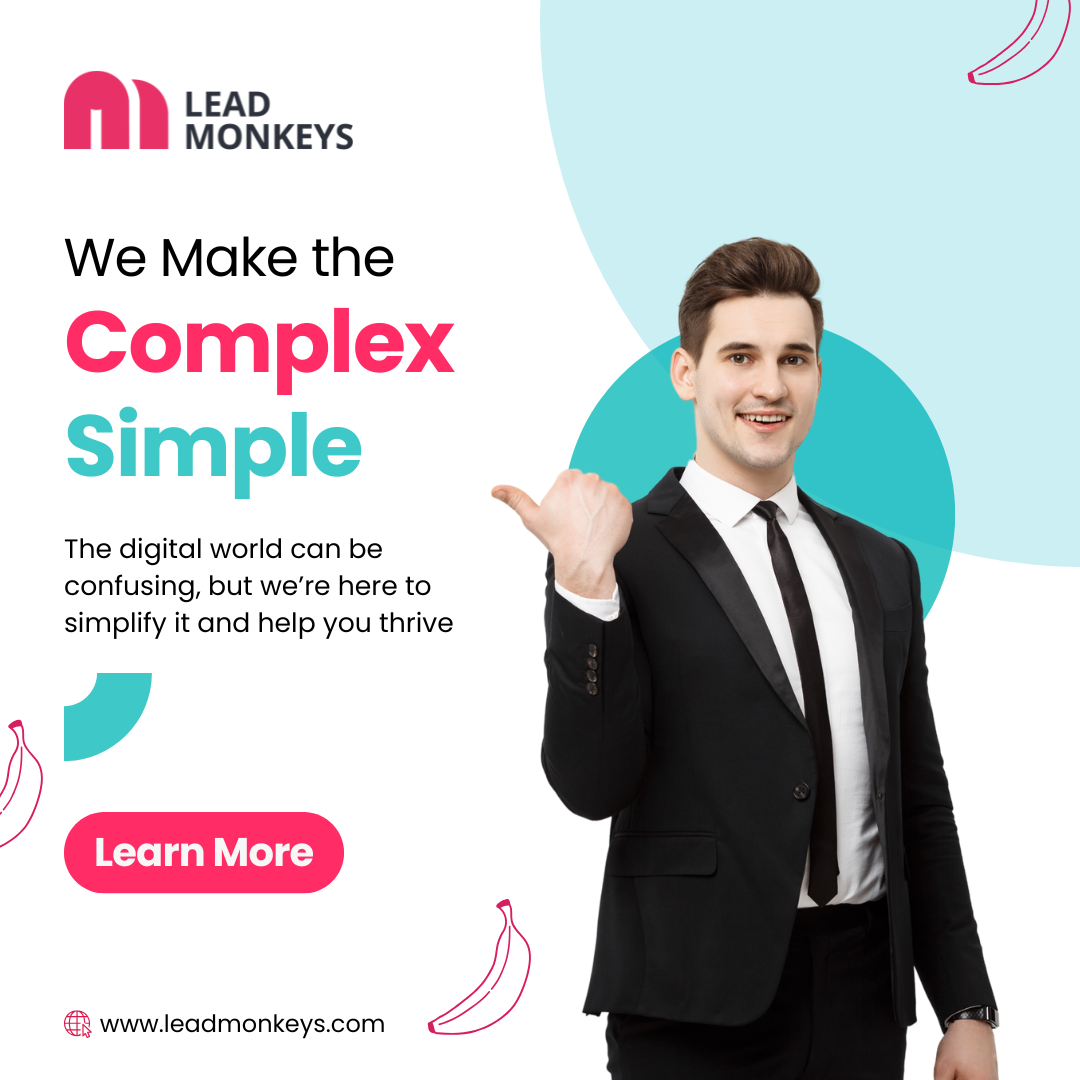 LEAD
MONKEYS
We Make the
Complex
Simple
The digital world can be
confusing, but we’re here to
simplify it and help you thrive
Learn More
www.leadmonkeys.com